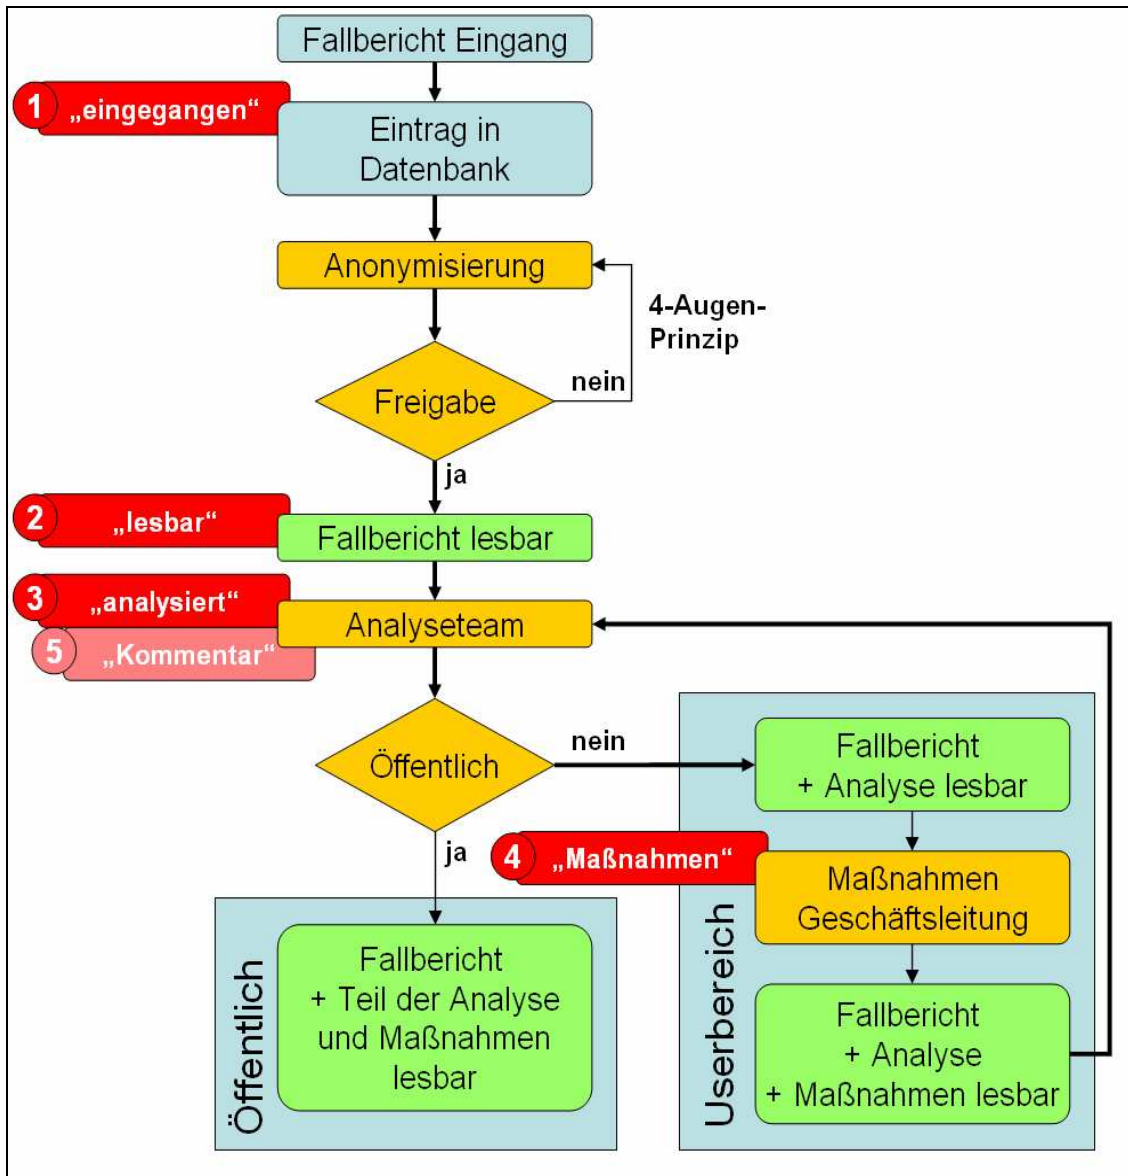 Fallbericht Eingang
1 „eingegangen“
Eintrag in
Datenbank
Anonymisierung
4-Augen-
Prinzip
Freigabe
nein
ja
2 „lesbar“
Fallbericht lesbar
3 „analysiert“
Analyseteam
5 „Kommentar“
Öffentlich
nein
ja
Fallbericht
+ Analyse lesbar
4 „Maßnahmen“
Maßnahmen
Geschäftsleitung
Fallbericht
+ Analyse
+ Maßnahmen lesbar
Userbereich
Öffentlich
Fallbericht
+ Teil der Analyse
und Maßnahmen
lesbar